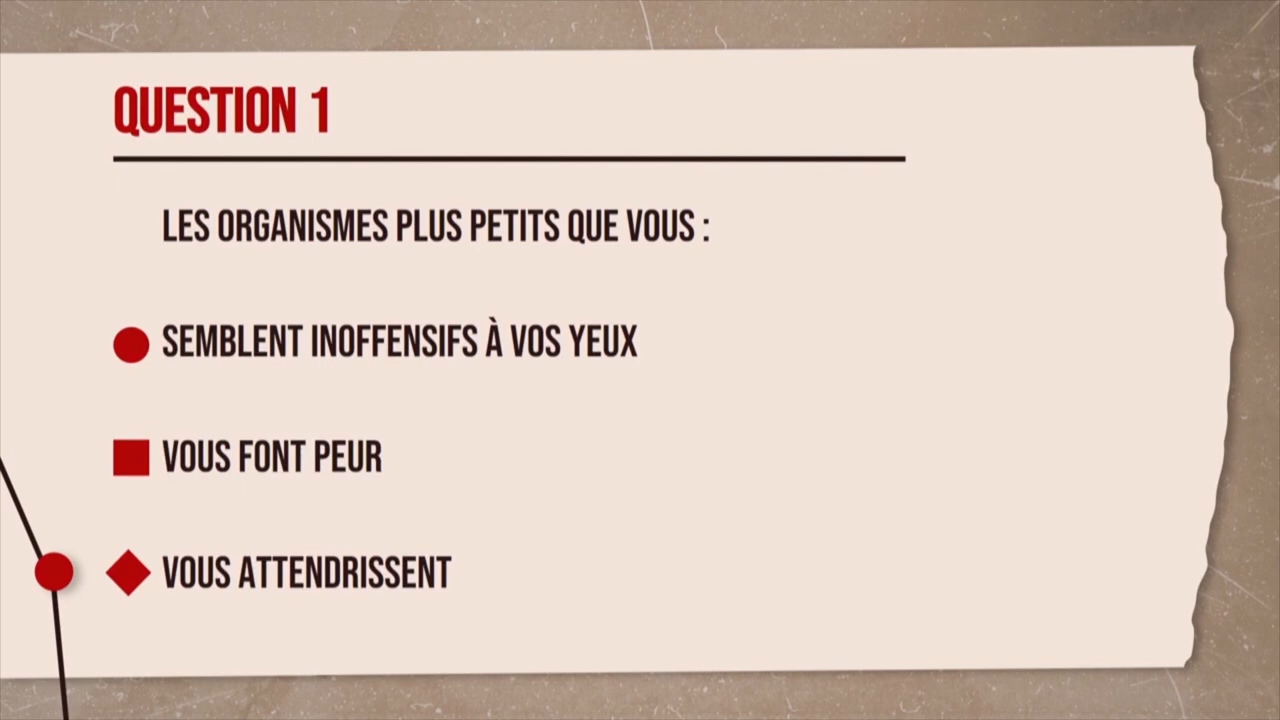 QUESTION 1
LES ORGANISMES PLUS PETITS QUE VOUS :
SEMBLENT INOFFENSIFS À VOS YEUX
VOUS FONT PEUR
VOUS ATTENDRISSENT